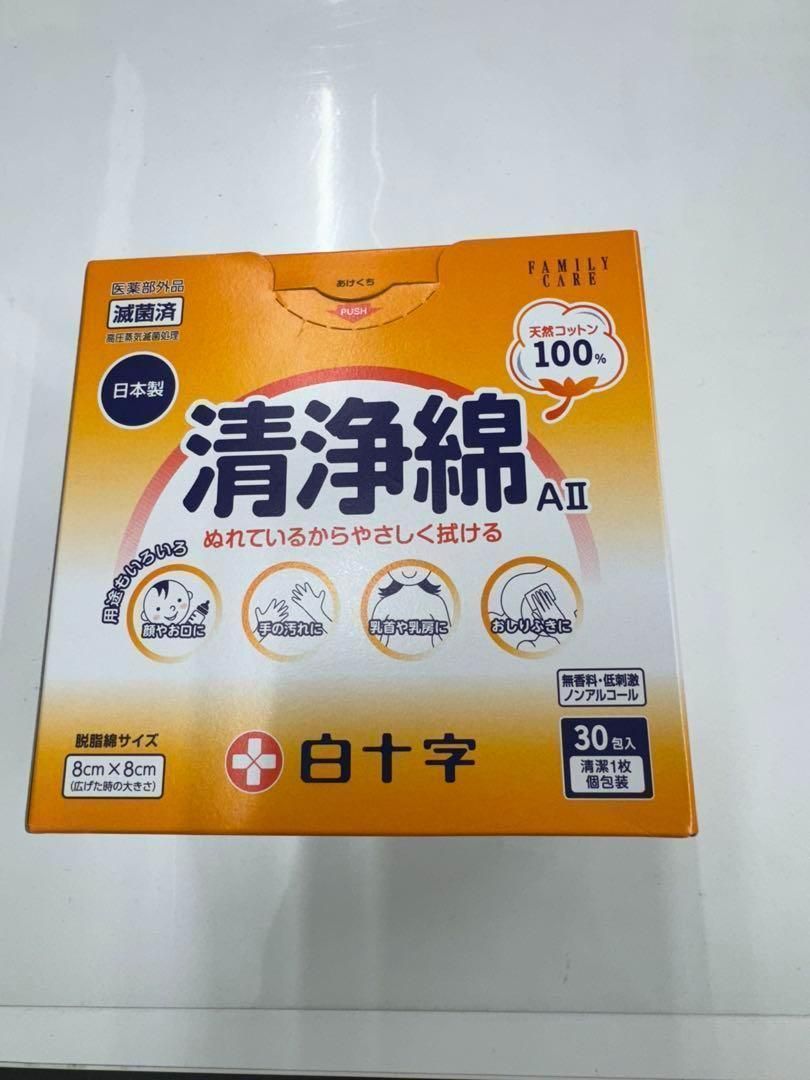 医薬部外品
滅菌済
高圧蒸気滅菌処理
日本製
あけくち
PUSH
FAMILY
CARE
天然コットン
100%
清浄綿 AⅡ
ぬれているからやさしく拭ける
用途もいろいろ
顔やお口に
手の汚れに
乳首や乳房に
おしりふきに
無香料・低刺激
ノンアルコール
脱脂綿サイズ
8cm×8cm
(広げた時の大きさ)
白十字
30包入
清潔1枚
個包装